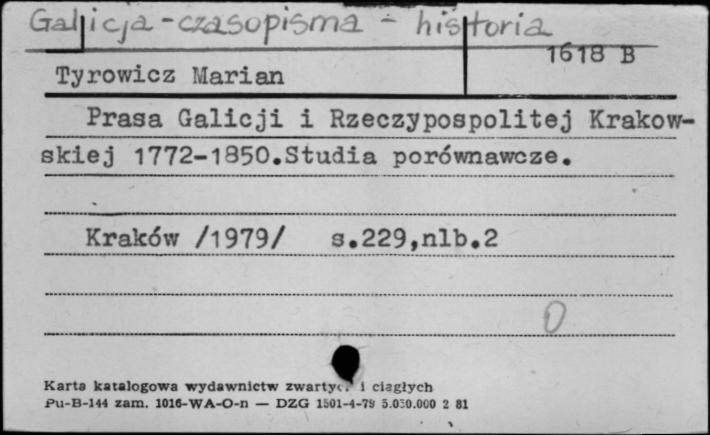 Galicja - czasopisma - historia
1618 B
Tyrowicz Marian
Prasa Galicji i Rzeczypospolitej Krakow-
skiej 1772-1850.Studia porównawcze.
Kraków /1979/ s.229,nlb.2
0
Karta katalogowa wydawnictw zwartych i ciągłych
Pu-B-144 zam. 1016-WA-O-n — DZG 1501-4-79 5.030.000 2 81